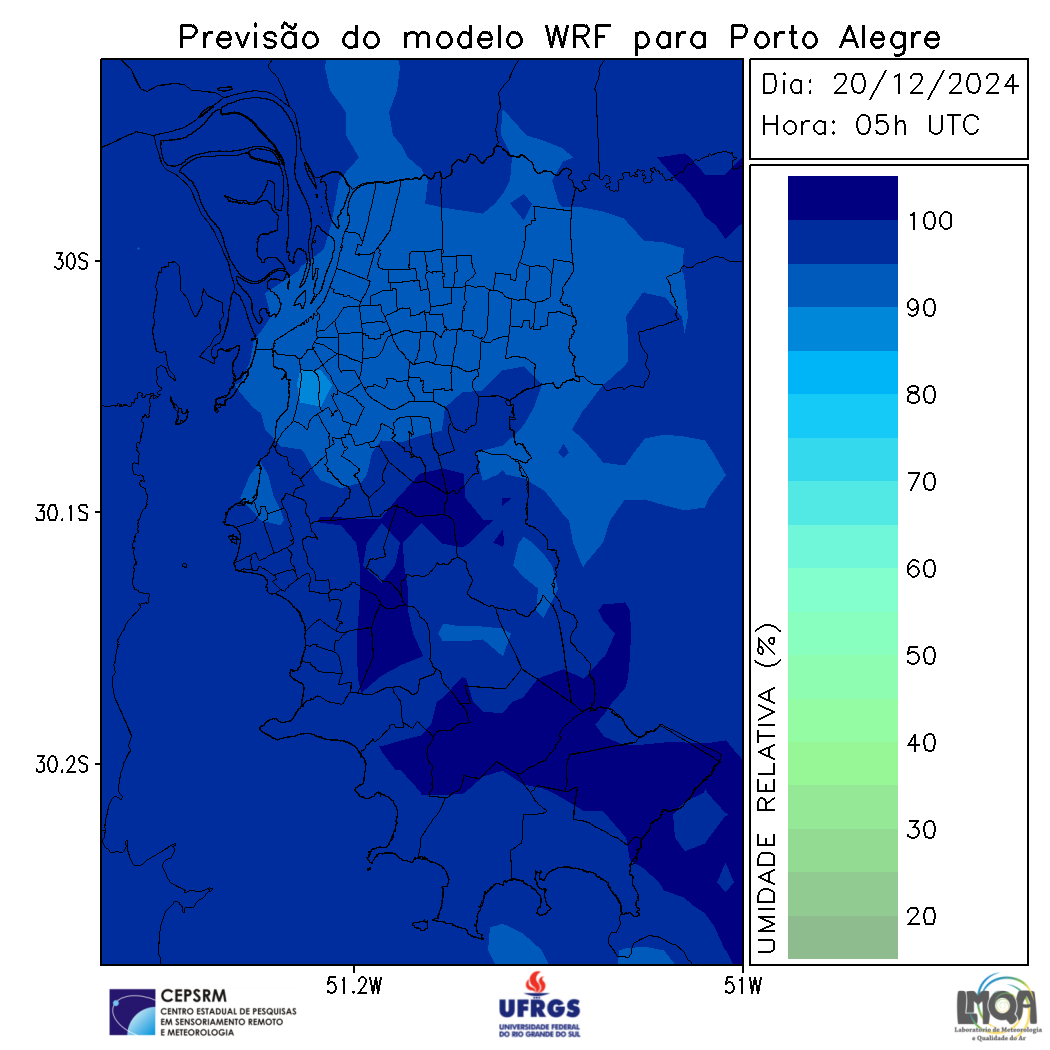 Previsão do modelo WRF para Porto Alegre
Dia: 20/12/2024
Hora: 05h UTC
30S
30.1S
30.2S
51.2W
51W
UMIDADE RELATIVA (%)
100
90
80
70
60
50
40
30
20
CEPSRM
CENTRO ESTADUAL DE PESQUISAS
EM SENSORIAMENTO REMOTO
E METEOROLOGIA
UFRGS
UNIVERSIDADE FEDERAL
DO RIO GRANDE DO SUL
LMQA
Laboratório de Meteorologia
e Qualidade do Ar